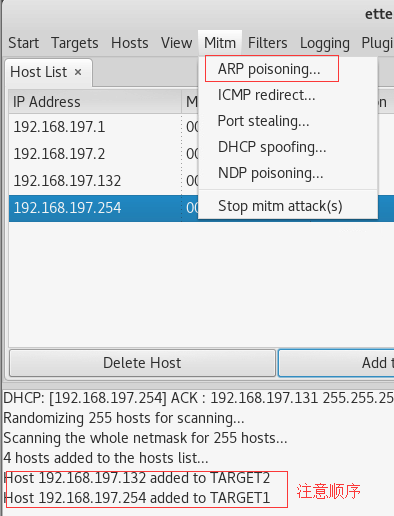 ette
Start Targets Hosts View Mitm Filters Logging Plugi
Host List ×
ARP poisoning...
ICMP redirect...
Port stealing...
DHCP spoofing...
NDP poisoning...
Stop mitm attack(s)
IP Address M on
192.168.197.1 00
192.168.197.2 00
192.168.197.132 00
192.168.197.254 00
Delete Host Add t
DHCP: [192.168.197.254] ACK : 192.168.197.131 255.255.25
Randomizing 255 hosts for scanning...
Scanning the whole netmask for 255 hosts...
4 hosts added to the hosts list...
Host 192.168.197.132 added to TARGET2
Host 192.168.197.254 added to TARGET1
注意顺序